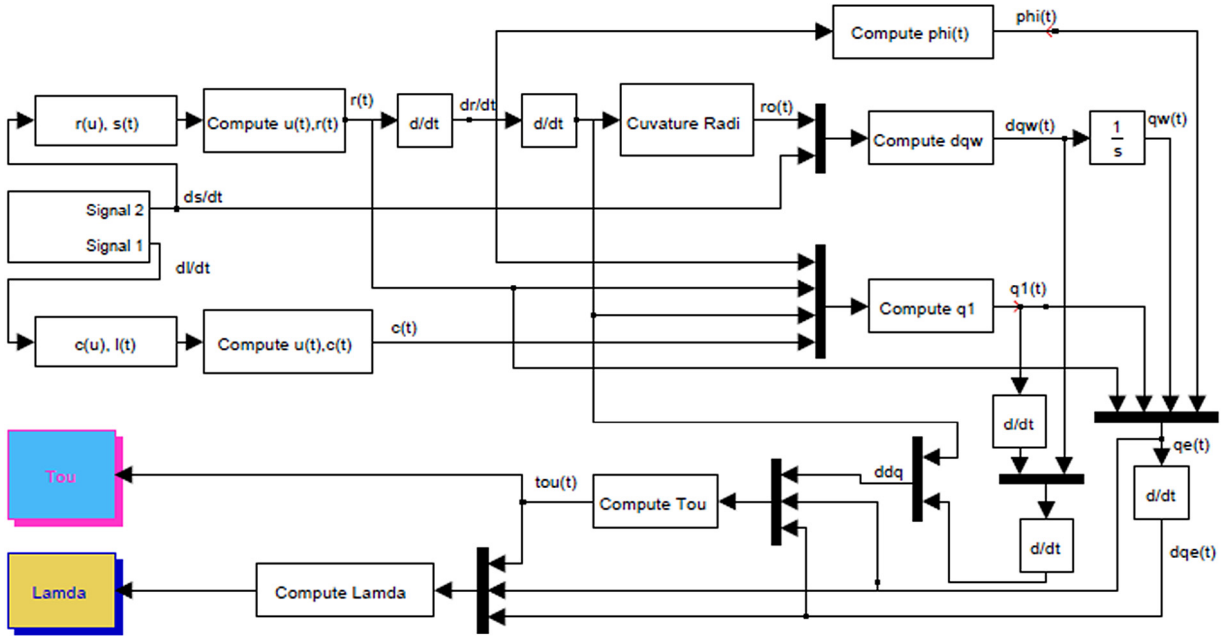 Compute phi(t)
phi(t)
r(u), s(t)
Compute u(t),r(t)
r(t)
d/dt
dr/dt
d/dt
Cuvature Radi
ro(t)
Compute dqw
dqw(t)
1
s
qw(t)
Signal 2
ds/dt
Signal 1
dl/dt
c(u), l(t)
Compute u(t),c(t)
c(t)
Compute q1
q1(t)
d/dt
qe(t)
d/dt
dqe(t)
d/dt
ddq
Compute Tou
tou(t)
Tou
Compute Lamda
Lamda